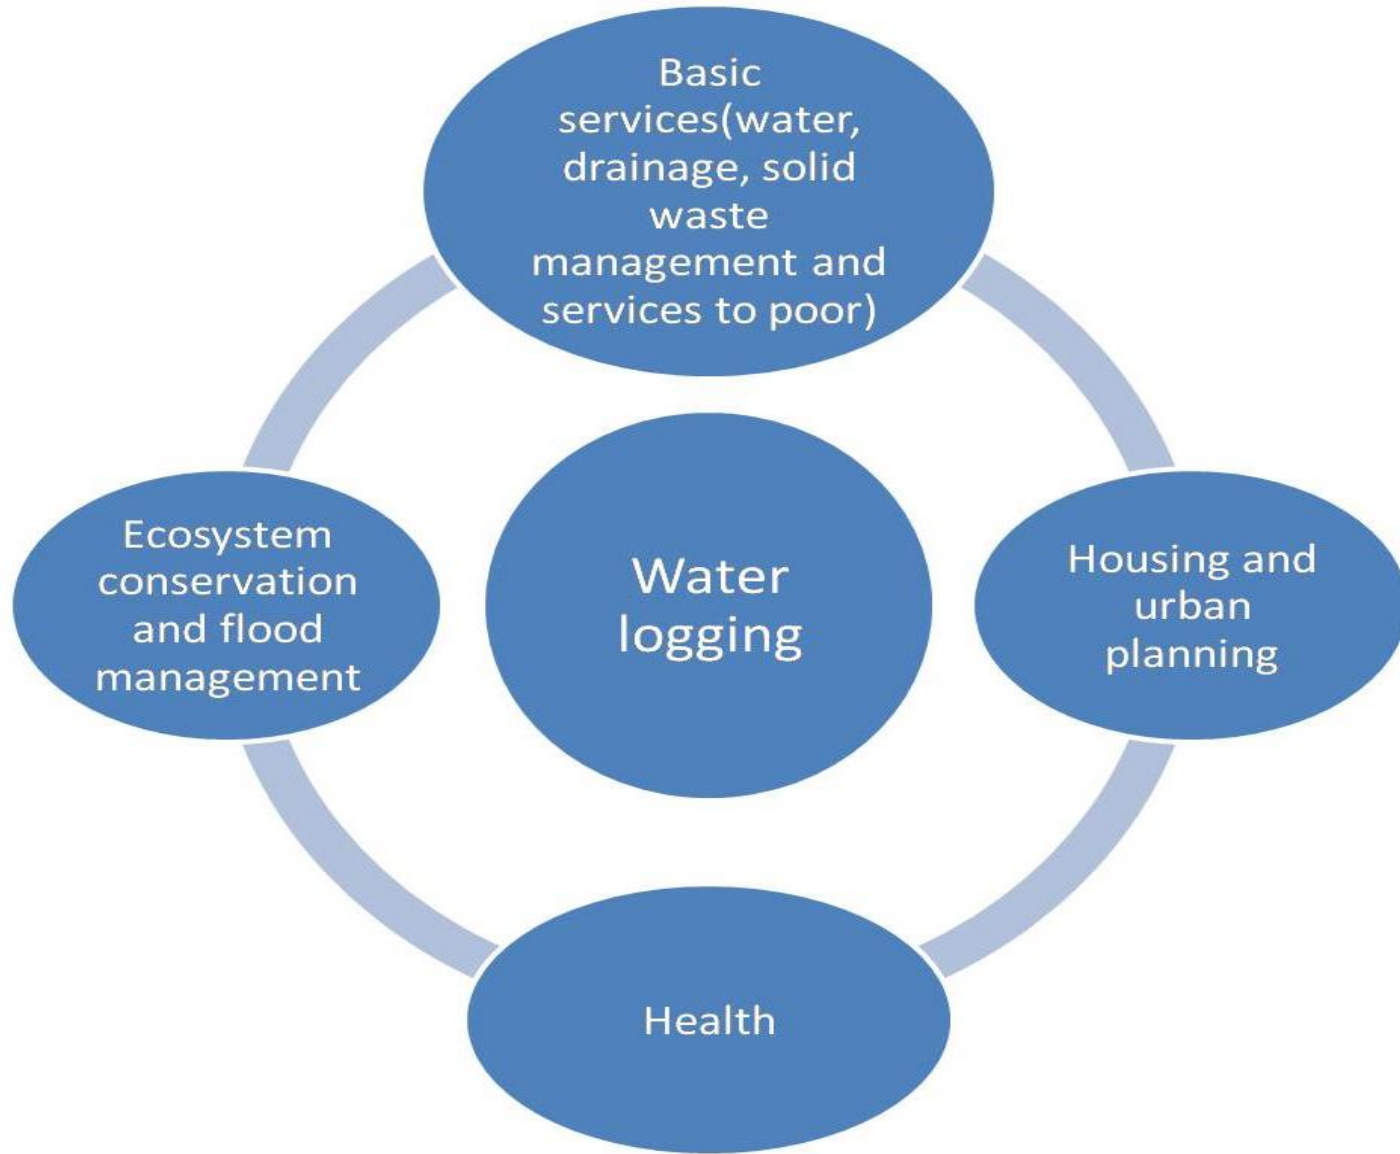 Basic
services(water,
drainage, solid
waste
management and
services to poor)
Ecosystem
conservation
and flood
management
Water
logging
Housing and
urban
planning
Health